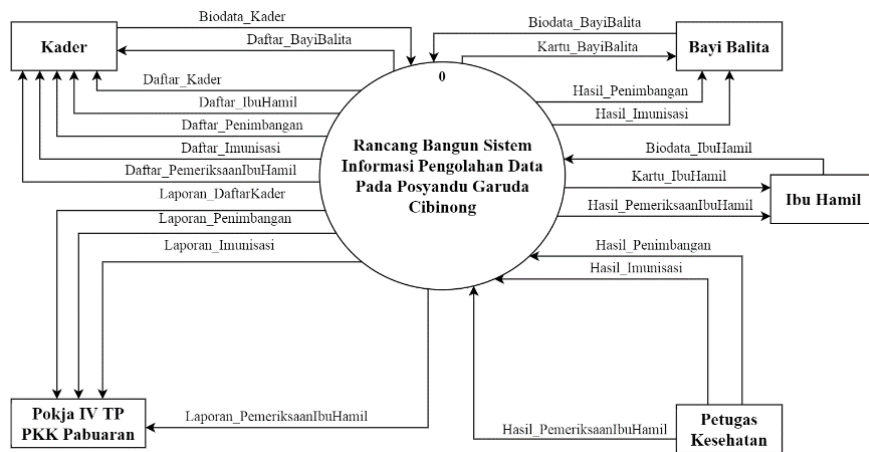 Biodata_Kader
Biodata_BayiBalita
Kader
Daftar_BayiBalita
Kartu_BayiBalita
Bayi Balita
0
Daftar_Kader
Hasil_Penimbangan
Daftar_IbuHamil
Hasil_Imunisasi
Daftar_Penimbangan
Daftar_Imunisasi
Daftar_PemeriksaanIbuHamil
Rancang Bangun Sistem
Informasi Pengolahan Data
Pada Posyandu Garuda
Cibinong
Biodata_IbuHamil
Kartu_IbuHamil
Ibu Hamil
Hasil_PemeriksaanIbuHamil
Laporan_DaftarKader
Laporan_Penimbangan
Laporan_Imunisasi
Hasil_Penimbangan
Hasil_Imunisasi
Pokja IV TP
PKK Pabuaran
Laporan_PemeriksaanIbuHamil
Hasil_PemeriksaanIbuHamil
Petugas
Kesehatan